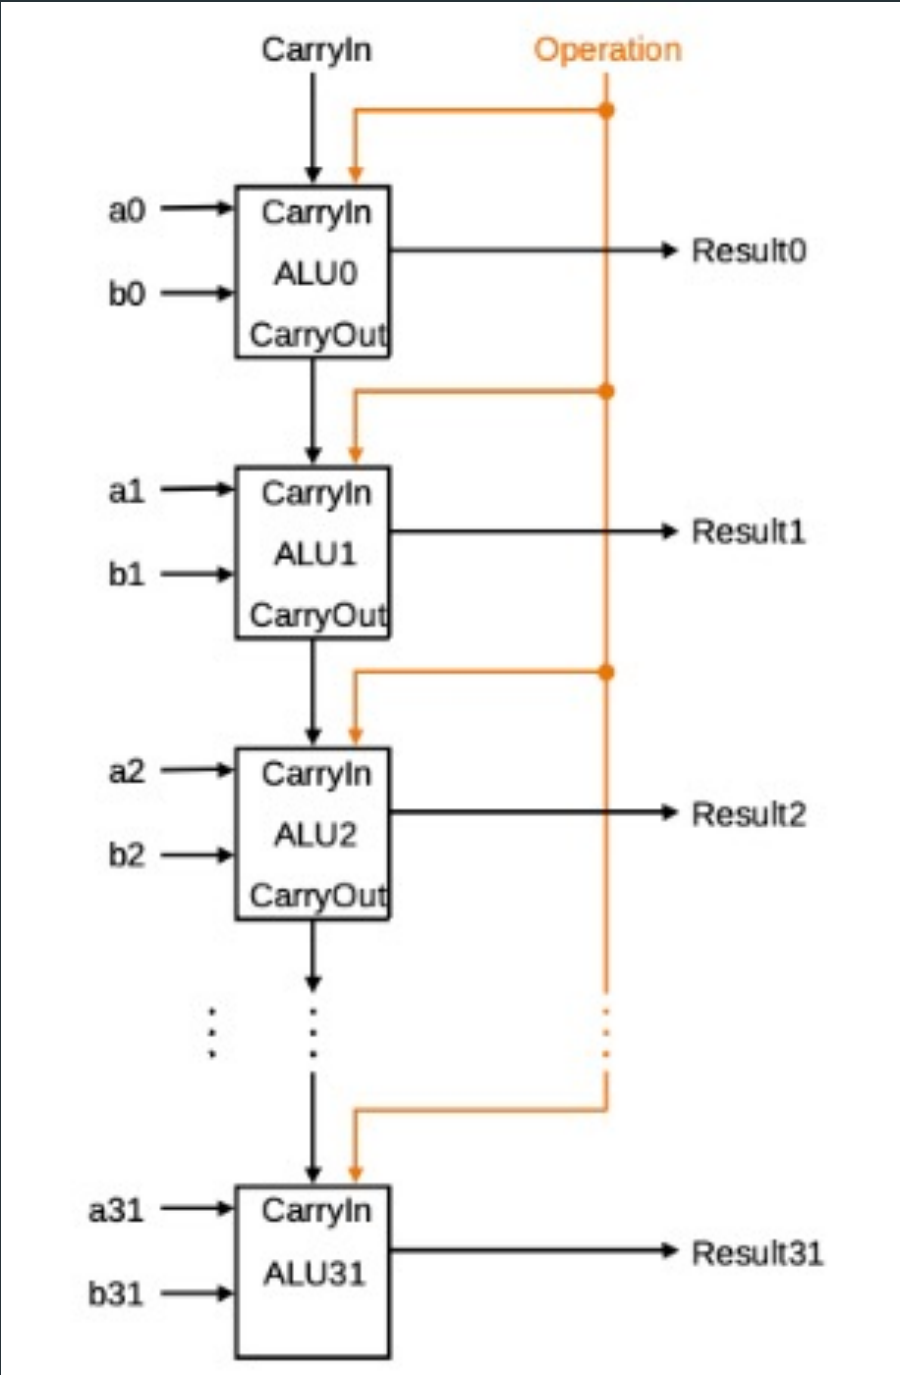 CarryIn
Operation
a0
CarryIn
Result0
ALU0
b0
CarryOut
a1
CarryIn
Result1
ALU1
b1
CarryOut
a2
CarryIn
Result2
ALU2
b2
CarryOut
a31
CarryIn
Result31
ALU31
b31